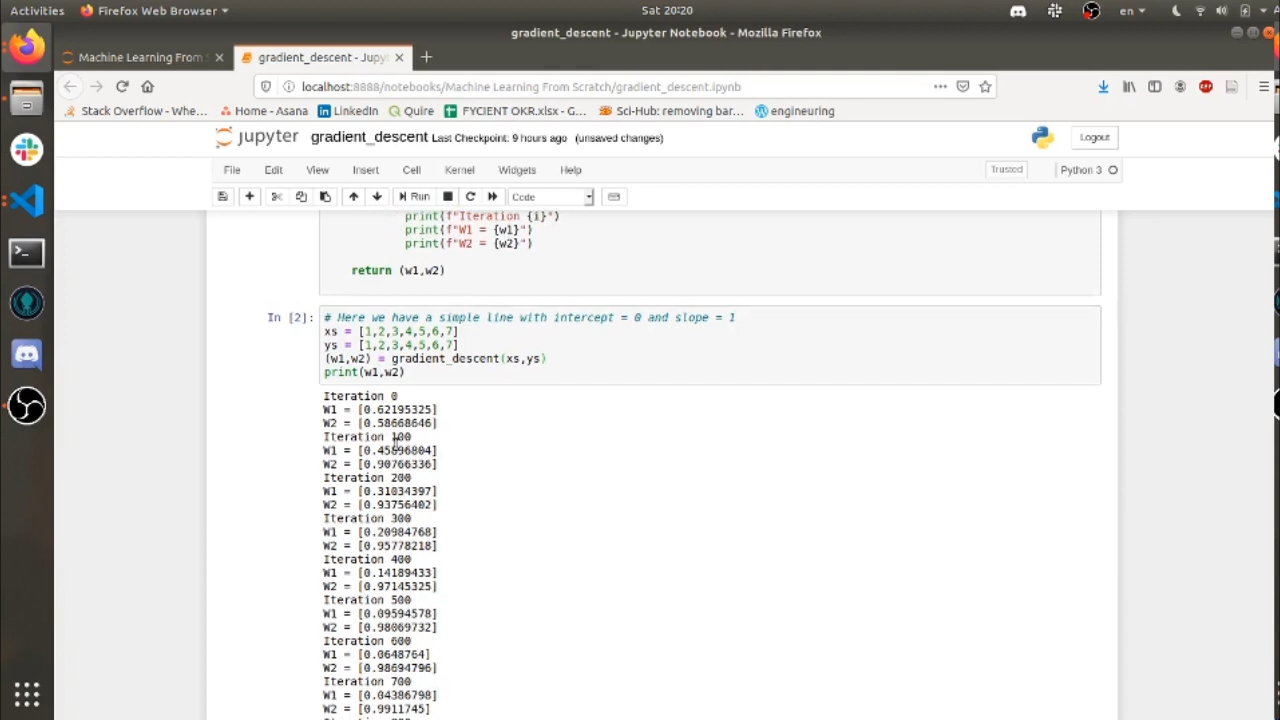 Activities Firefox Web Browser Sat 20:20 en
gradient_descent - Jupyter Notebook - Mozilla Firefox
Machine Learning From S gradient_descent - Jupyt
localhost:8888/notebooks/Machine Learning From Scratch/gradient_descent.ipynb
Stack Overflow - Whe... Home - Asana LinkedIn Quire FYCIENT OKR.xlsx - G... Sci-Hub: removing bar... engineering
jupyter gradient_descent Last Checkpoint: 9 hours ago (unsaved changes) Logout
File Edit View Insert Cell Kernel Widgets Help Trusted Python 3
Run Code
print(f"Iteration {i}")
print(f"W1 = {w1}")
print(f"W2 = {w2}")
return (w1,w2)
In [2]: # Here we have a simple line with intercept = 0 and slope = 1
xs = [1,2,3,4,5,6,7]
ys = [1,2,3,4,5,6,7]
(w1,w2) = gradient_descent(xs,ys)
print(w1,w2)
Iteration 0
W1 = [0.62195325]
W2 = [0.58668646]
Iteration 100
W1 = [0.45896804]
W2 = [0.90766336]
Iteration 200
W1 = [0.31034397]
W2 = [0.93756402]
Iteration 300
W1 = [0.20984768]
W2 = [0.95778218]
Iteration 400
W1 = [0.14189433]
W2 = [0.97145325]
Iteration 500
W1 = [0.09594578]
W2 = [0.98069732]
Iteration 600
W1 = [0.0648764]
W2 = [0.98694796]
Iteration 700
W1 = [0.04386798]
W2 = [0.9911745]